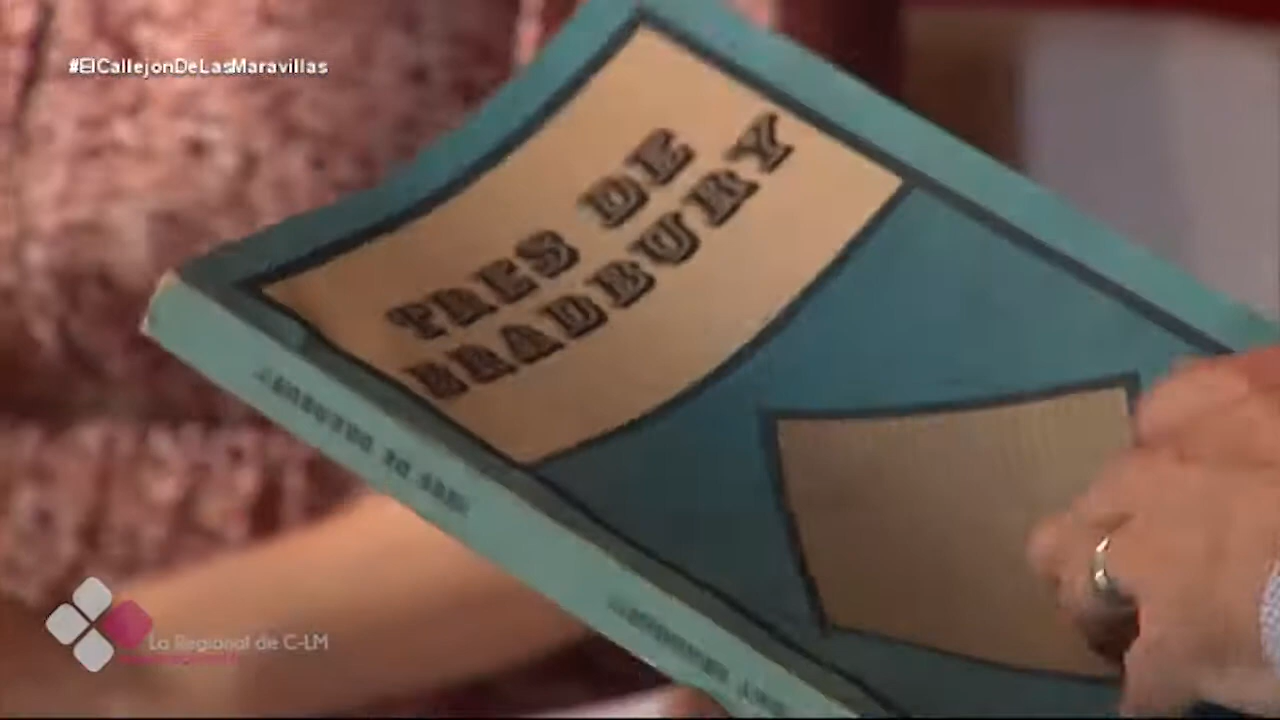 #ElCallejonDeLasMaravillas
TRES DE
BRADBURY
La Regional de C-LM